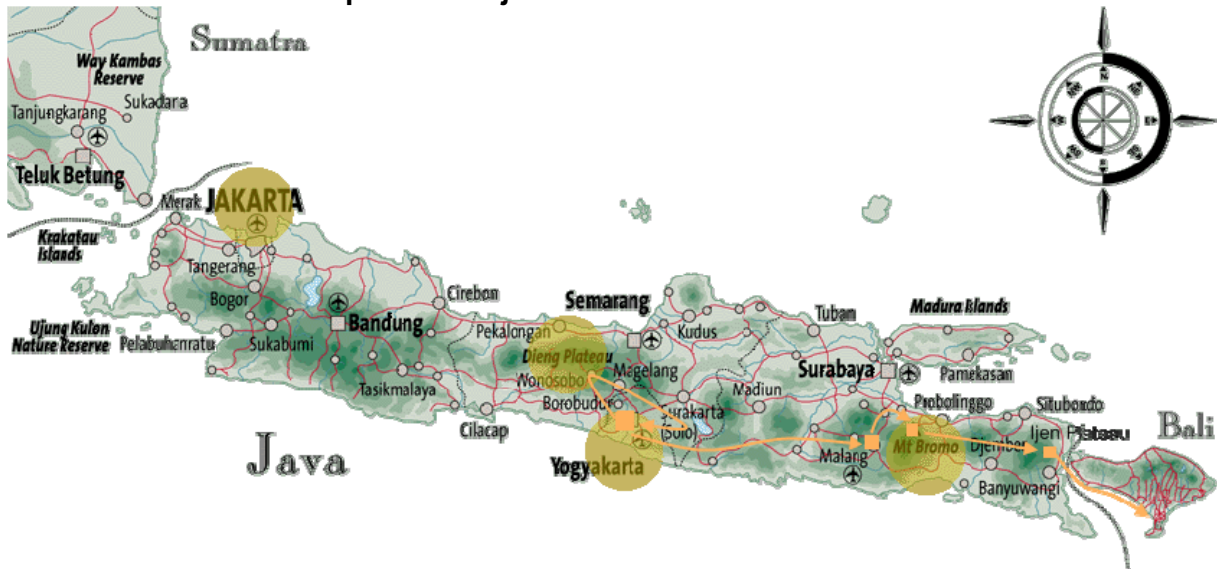 Sumatra
Way Kambas
Reserve
Sukadara
Tanjungkarang
Teluk Betung
Merak
JAKARTA
Krakatau
Islands
Tangerang
Bogor
Cirebon
Semarang
Madura Islands
Tuban
Ujung Kulon
Nature Reserve
Pelabuhanratu
Sukabumi
Bandung
Pekalongan
Kudus
Dieng Plateau
Magelang
Surabaya
Pamekasan
Wonosobo
Tasikmalaya
Madiun
Borobudur
Surakarta
(Solo)
Probolinggo
Situbondo
Cilacap
Java
Yogyakarta
Malang
Mt Bromo
Djember
Ijen Plateau
Bali
Banyuwangi